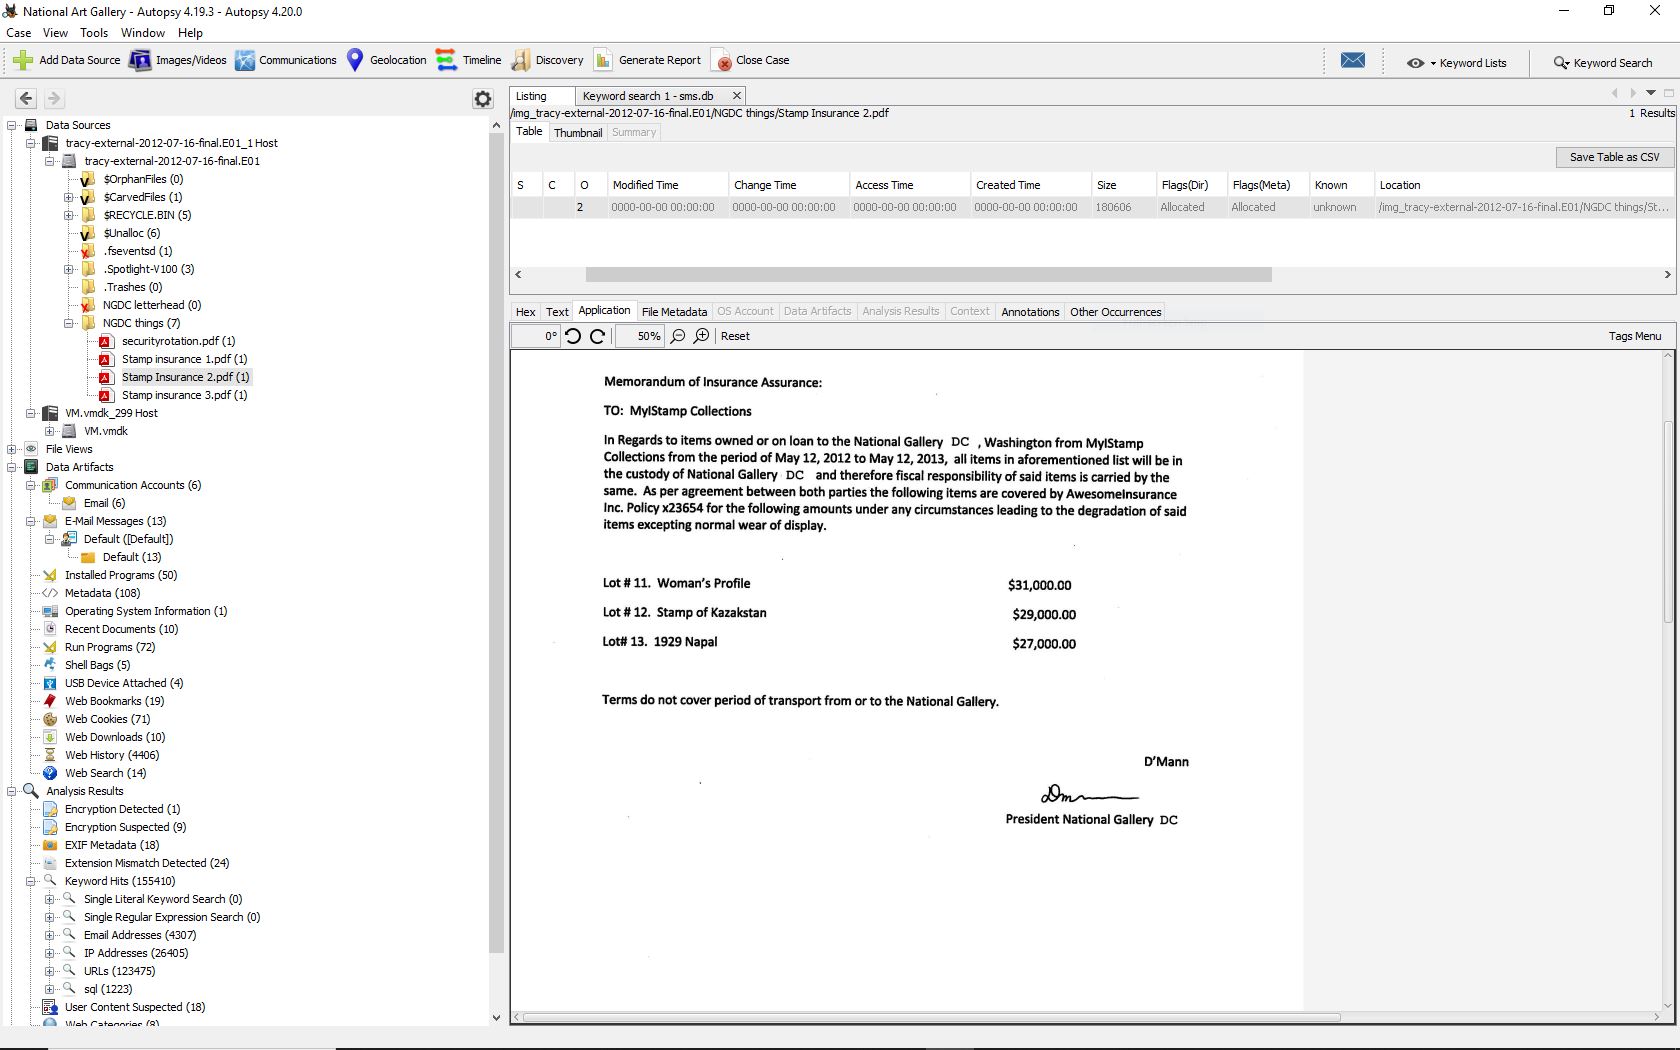 National Art Gallery - Autopsy 4.19.3 - Autopsy 4.20.0
Case View Tools Window Help
Add Data Source Images/Videos Communications Geolocation Timeline Discovery Generate Report Close Case Keyword Lists Keyword Search
Data Sources
tracy-external-2012-07-16-final.E01_1 Host
tracy-external-2012-07-16-final.E01
$OrphanFiles (0)
$CarvedFiles (1)
$RECYCLE.BIN (5)
$Unalloc (6)
.fseventsd (1)
.Spotlight-V100 (3)
.Trashes (0)
NGDC letterhead (0)
NGDC things (7)
securityrotation.pdf (1)
Stamp insurance 1.pdf (1)
Stamp Insurance 2.pdf (1)
Stamp insurance 3.pdf (1)
VM.vmdk_299 Host
VM.vmdk
File Views
Data Artifacts
Communication Accounts (6)
Email (6)
E-Mail Messages (13)
Default ([Default])
Default (13)
Installed Programs (50)
Metadata (108)
Operating System Information (1)
Recent Documents (10)
Run Programs (72)
Shell Bags (5)
USB Device Attached (4)
Web Bookmarks (19)
Web Cookies (71)
Web Downloads (10)
Web History (4406)
Web Search (14)
Analysis Results
Encryption Detected (1)
Encryption Suspected (9)
EXIF Metadata (18)
Extension Mismatch Detected (24)
Keyword Hits (155410)
Single Literal Keyword Search (0)
Single Regular Expression Search (0)
Email Addresses (4307)
IP Addresses (26405)
URLs (123475)
sql (1223)
User Content Suspected (18)
Web Categories (8)
Listing Keyword search 1 - sms.db
/img_tracy-external-2012-07-16-final.E01/NGDC things/Stamp Insurance 2.pdf 1 Results
Table Thumbnail Summary
Save Table as CSV
S C O Modified Time Change Time Access Time Created Time Size Flags(Dir) Flags(Meta) Known Location
2 0000-00-00 00:00:00 0000-00-00 00:00:00 0000-00-00 00:00:00 0000-00-00 00:00:00 180606 Allocated Allocated unknown /img_tracy-external-2012-07-16-final.E01/NGDC things/St...
Hex Text Application File Metadata OS Account Data Artifacts Analysis Results Context Annotations Other Occurrences
0° 50% Reset Tags Menu
Memorandum of Insurance Assurance:
TO: MyIStamp Collections
In Regards to items owned or on loan to the National Gallery DC , Washington from MyIStamp
Collections from the period of May 12, 2012 to May 12, 2013, all items in aforementioned list will be in
the custody of National Gallery DC and therefore fiscal responsibility of said items is carried by the
same. As per agreement between both parties the following items are covered by AwesomeInsurance
Inc. Policy x23654 for the following amounts under any circumstances leading to the degradation of said
items excepting normal wear of display.
Lot # 11. Woman's Profile $31,000.00
Lot # 12. Stamp of Kazakstan $29,000.00
Lot# 13. 1929 Napal $27,000.00
Terms do not cover period of transport from or to the National Gallery.
D'Mann
President National Gallery DC